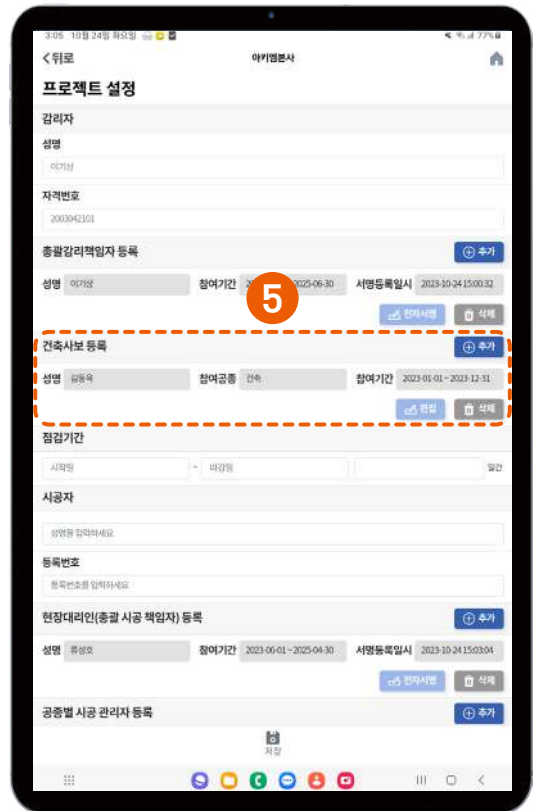 3:05 10월 24일 화요일 77%
뒤로 아키엠본사
프로젝트 설정
감리자
성명
이기상
자격번호
2003042101
총괄감리책임자 등록 추가
성명 이기상 참여기간 2025-06-30 서명등록일시 2023-10-24 15:00:32
전자서명 삭제
5
건축사보 등록 추가
성명 김동욱 참여공종 건축 참여기간 2023-01-01 ~ 2023-12-31
편집 삭제
점검기간
시작일 ~ 마감일 일간
시공자
성명을 입력하세요
등록번호
등록번호를 입력하세요
현장대리인(총괄 시공 책임자) 등록 추가
성명 류성오 참여기간 2023-06-01 ~ 2025-04-30 서명등록일시 2023-10-24 15:03:04
전자서명 삭제
공종별 시공 관리자 등록 추가
저장